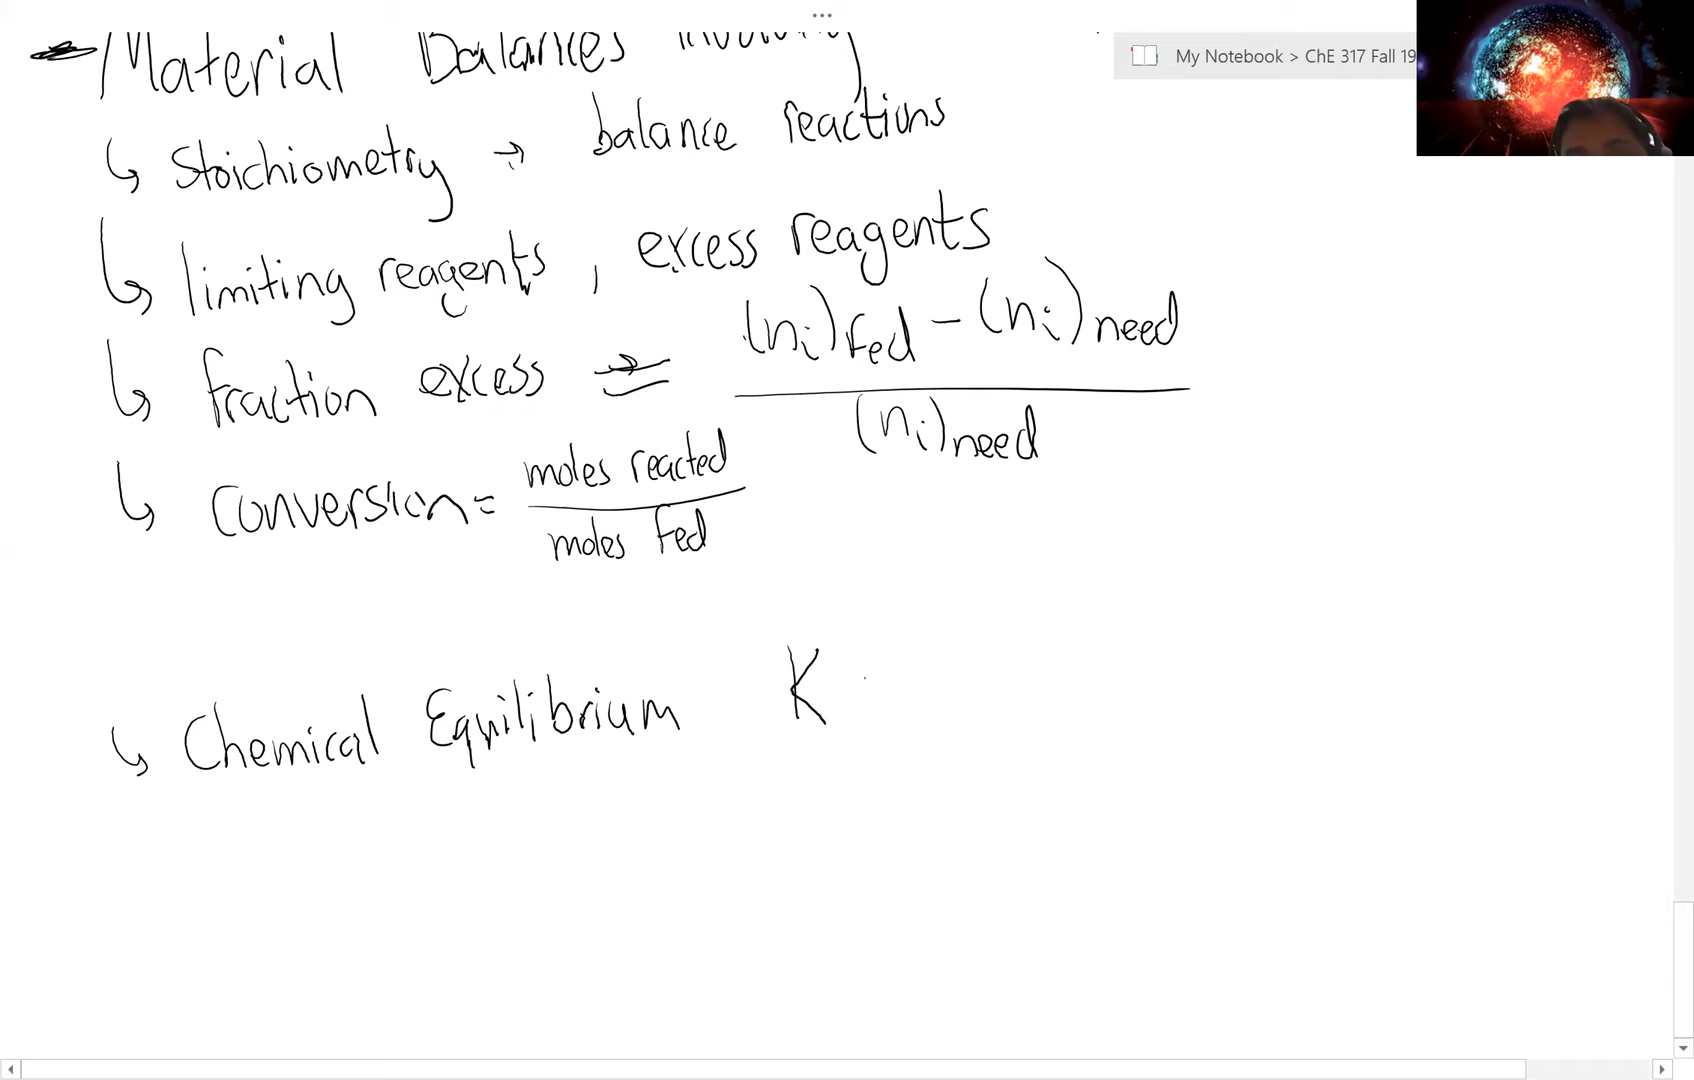 Material Balances involving
My Notebook > ChE 317 Fall 19
↳ Stoichiometry → balance reactions
↳ limiting reagents, excess reagents
↳ fraction excess = ((ni)fed - (ni)need) / (ni)need
↳ Conversion = moles reacted / moles fed
↳ Chemical Equilibrium K